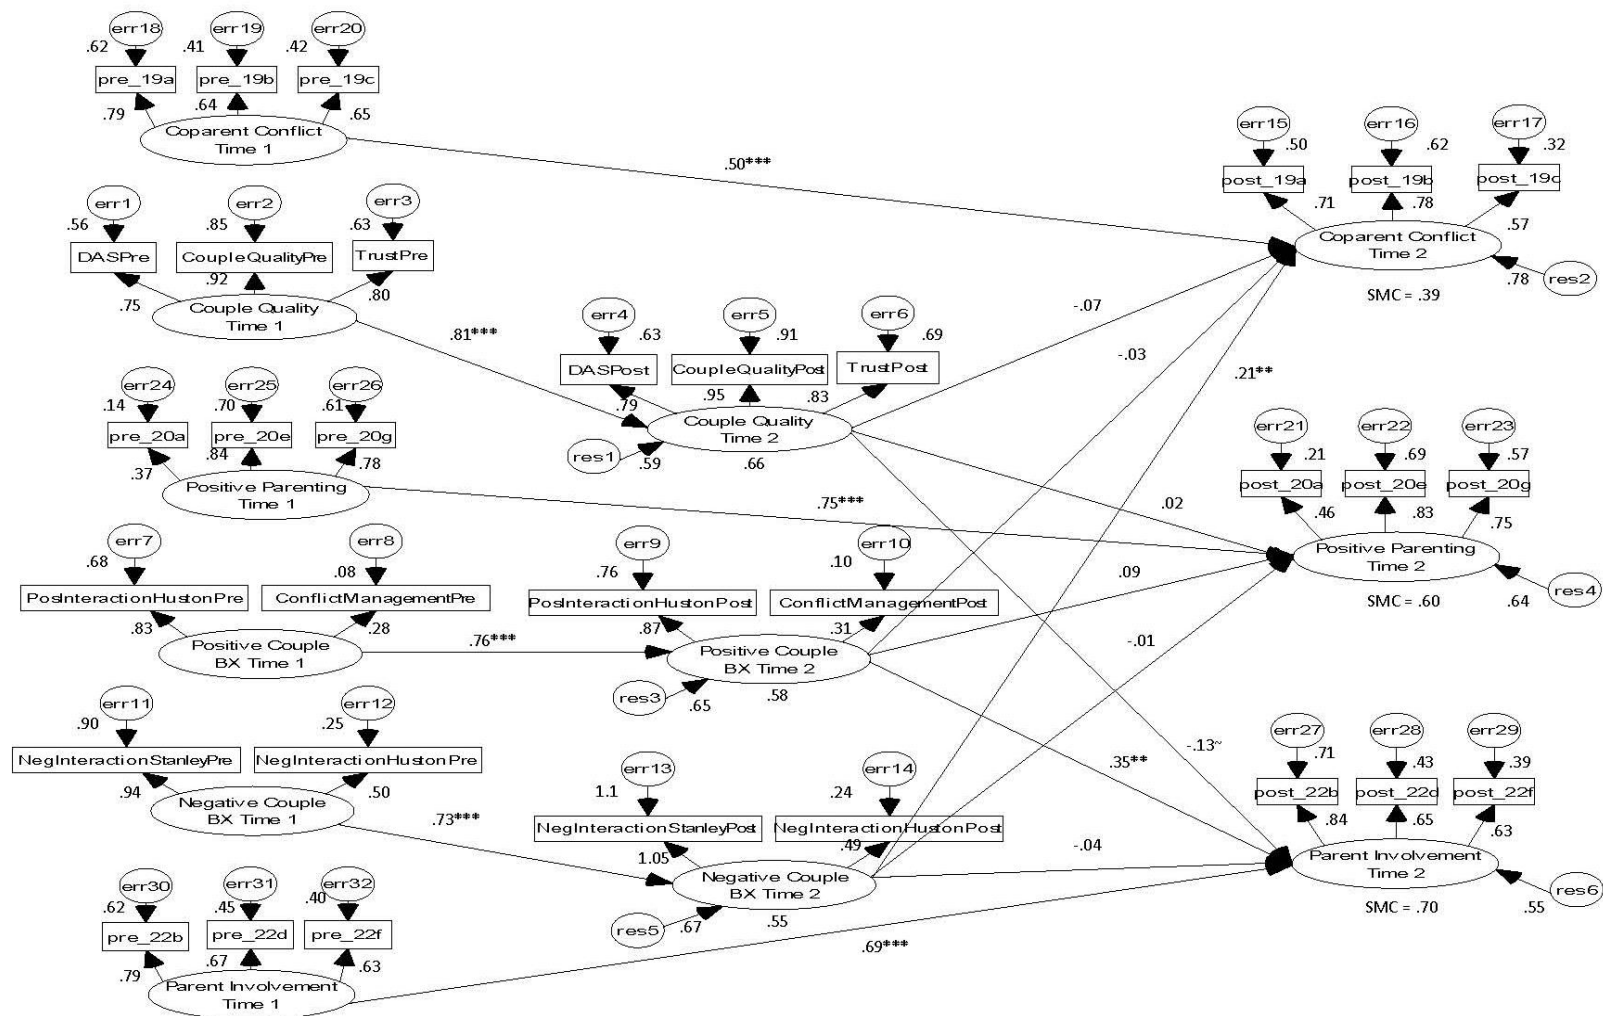 err18 err19 err20
.62 .41 .42
pre_19a pre_19b pre_19c
.79 .64 .65
Coparent Conflict
Time 1
.50***
err15 err16 err17
.50 .62 .32
post_19a post_19b post_19c
.71 .78 .57
Coparent Conflict
Time 2
.78 res2
SMC = .39
err1 err2 err3
.56 .85 .63
DASPre CoupleQualityPre TrustPre
.75 .92 .80
Couple Quality
Time 1
.81***
err4 err5 err6
.63 .91 .69
DASPost CoupleQualityPost TrustPost
.79 .95 .83
Couple Quality
Time 2
res1 .59 .66
-.07
-.03
.21**
err24 err25 err26
.14 .70 .61
pre_20a pre_20e pre_20g
.37 .84 .78
Positive Parenting
Time 1
.75***
.02
err21 err22 err23
.21 .69 .57
post_20a post_20e post_20g
.46 .83 .75
Positive Parenting
Time 2
.64 res4
SMC = .60
err7 err8
.68 .08
PosInteractionHustonPre ConflictManagementPre
.83 .28
Positive Couple
BX Time 1
.76***
err9 err10
.76 .10
PosInteractionHustonPost ConflictManagementPost
.87 .31
Positive Couple
BX Time 2
res3 .65 .58
.09
-.01
.35**
-.13~
err11 err12
.90 .25
NegInteractionStanleyPre NegInteractionHustonPre
.94 .50
Negative Couple
BX Time 1
.73***
err13 err14
1.1 .24
NegInteractionStanleyPost NegInteractionHustonPost
1.05 .49
Negative Couple
BX Time 2
res5 .67 .55
-.04
err27 err28 err29
.71 .43 .39
post_22b post_22d post_22f
.84 .65 .63
Parent Involvement
Time 2
.55 res6
SMC = .70
err30 err31 err32
.62 .45 .40
pre_22b pre_22d pre_22f
.79 .67 .63
Parent Involvement
Time 1
.69***